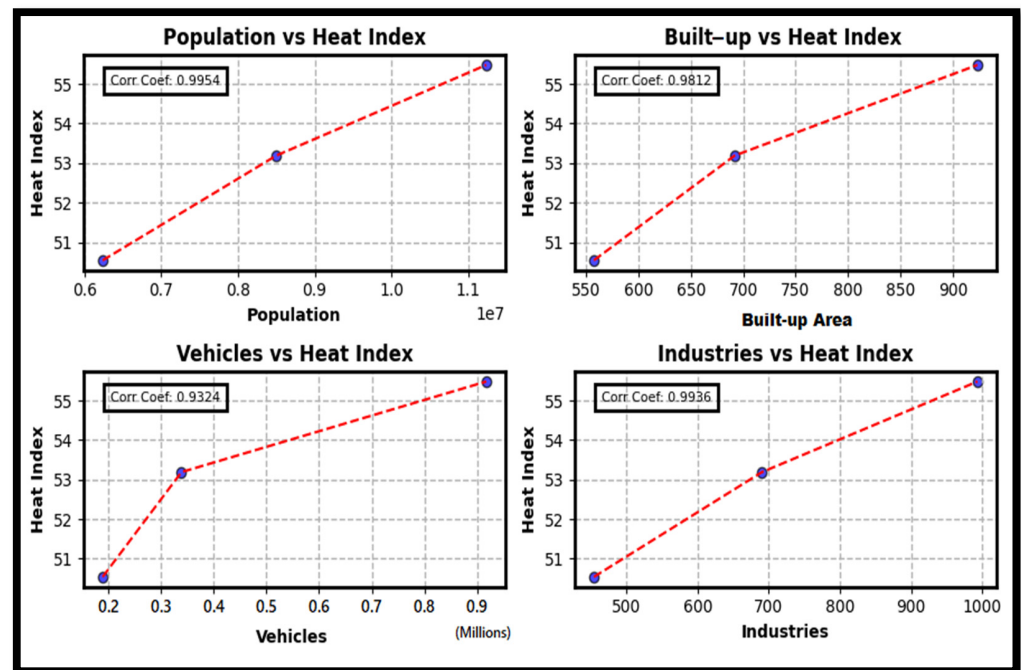 Population vs Heat Index
Corr Coef: 0.9954
Heat Index
55
54
53
52
51
0.6 0.7 0.8 0.9 1.0 1.1
1e7
Population
Built-up vs Heat Index
Corr Coef: 0.9812
Heat Index
55
54
53
52
51
550 600 650 700 750 800 850 900
Built-up Area
Vehicles vs Heat Index
Corr Coef: 0.9324
Heat Index
55
54
53
52
51
0.2 0.3 0.4 0.5 0.6 0.7 0.8 0.9
Vehicles (Millions)
Industries vs Heat Index
Corr Coef: 0.9936
Heat Index
55
54
53
52
51
500 600 700 800 900 1000
Industries